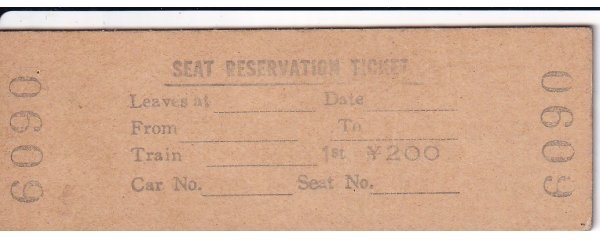 6090
SEAT RESERVATION TICKET
Leaves at Date
From To
Train 1st ¥200
Car No. Seat No.
6090